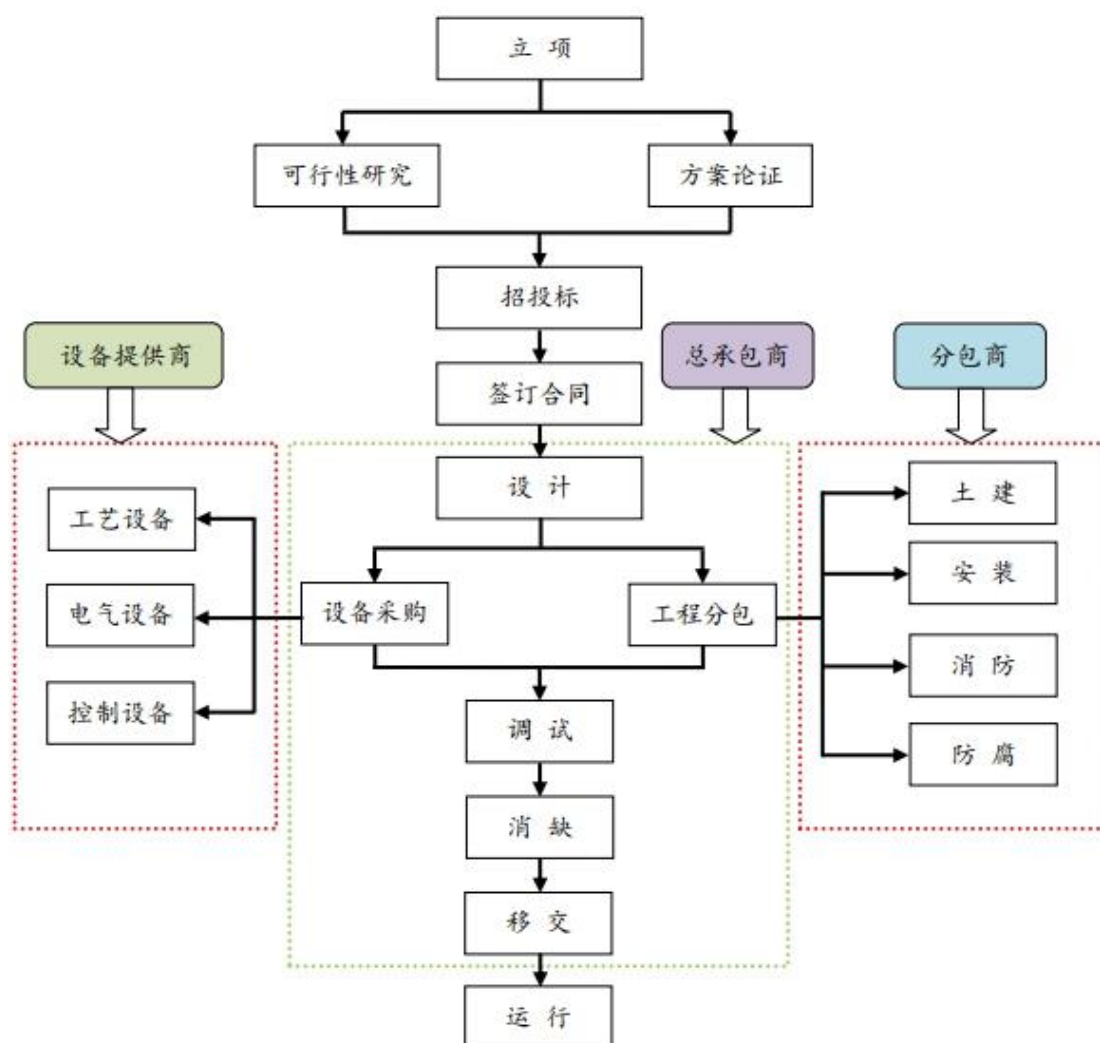 立 项
可行性研究
方案论证
招投标
设备提供商
总承包商
分包商
签订合同
设 计
工艺设备
土 建
安 装
电气设备
设备采购
工程分包
消 防
控制设备
调 试
防 腐
消 缺
移 交
运 行